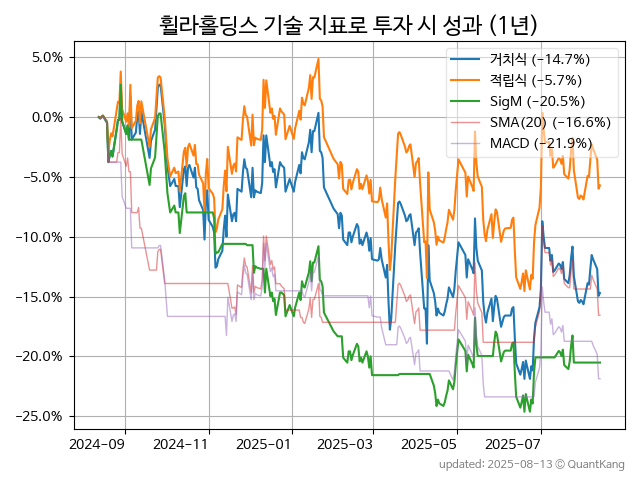 휠라홀딩스 기술 지표로 투자 시 성과 (1년)
5.0%
0.0%
−5.0%
−10.0%
−15.0%
−20.0%
−25.0%
거치식 (−14.7%)
적립식 (−5.7%)
SigM (−20.5%)
SMA(20) (−16.6%)
MACD (−21.9%)
2024-09 2024-11 2025-01 2025-03 2025-05 2025-07
updated: 2025-08-13 © QuantKang